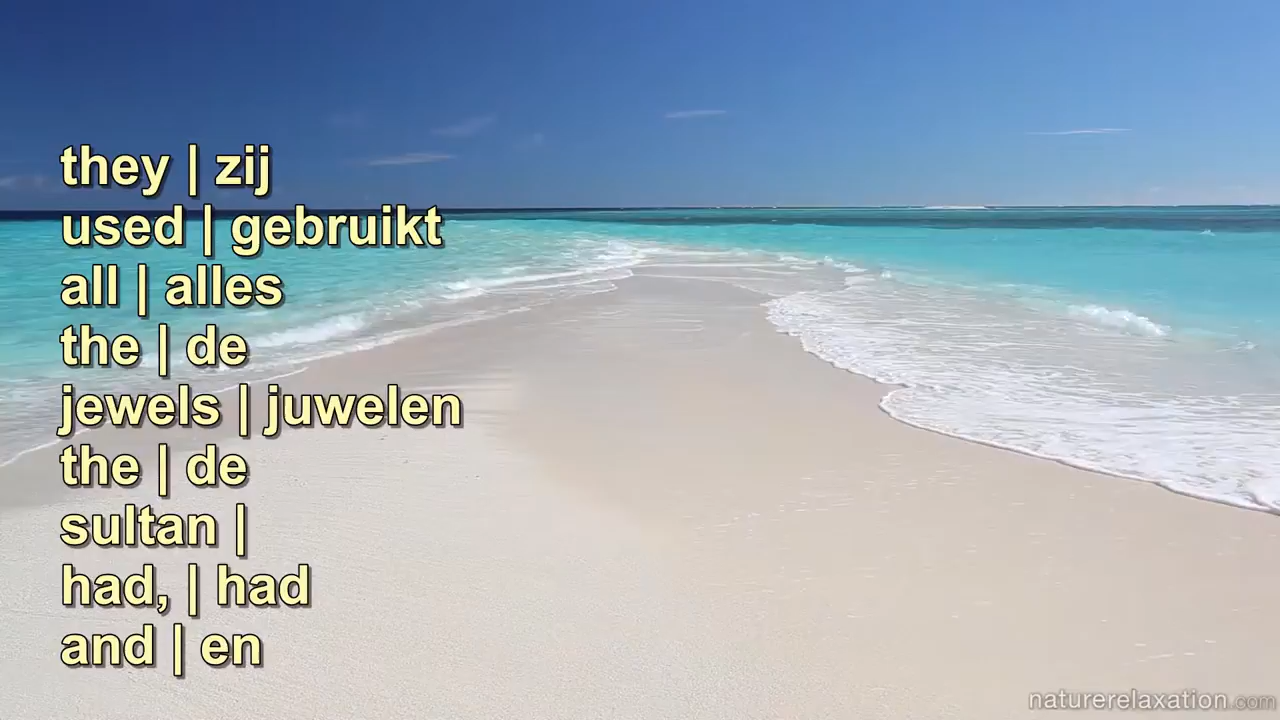 they | zij
used | gebruikt
all | alles
the | de
jewels | juwelen
the | de
sultan |
had, | had
and | en
naturerelaxation.com